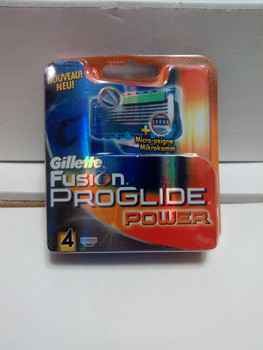 NOUVEAU!
NEU!
+
Micro-peigne
Mikrokamm
Gillette
Fusion
PROGLIDE
POWER
4